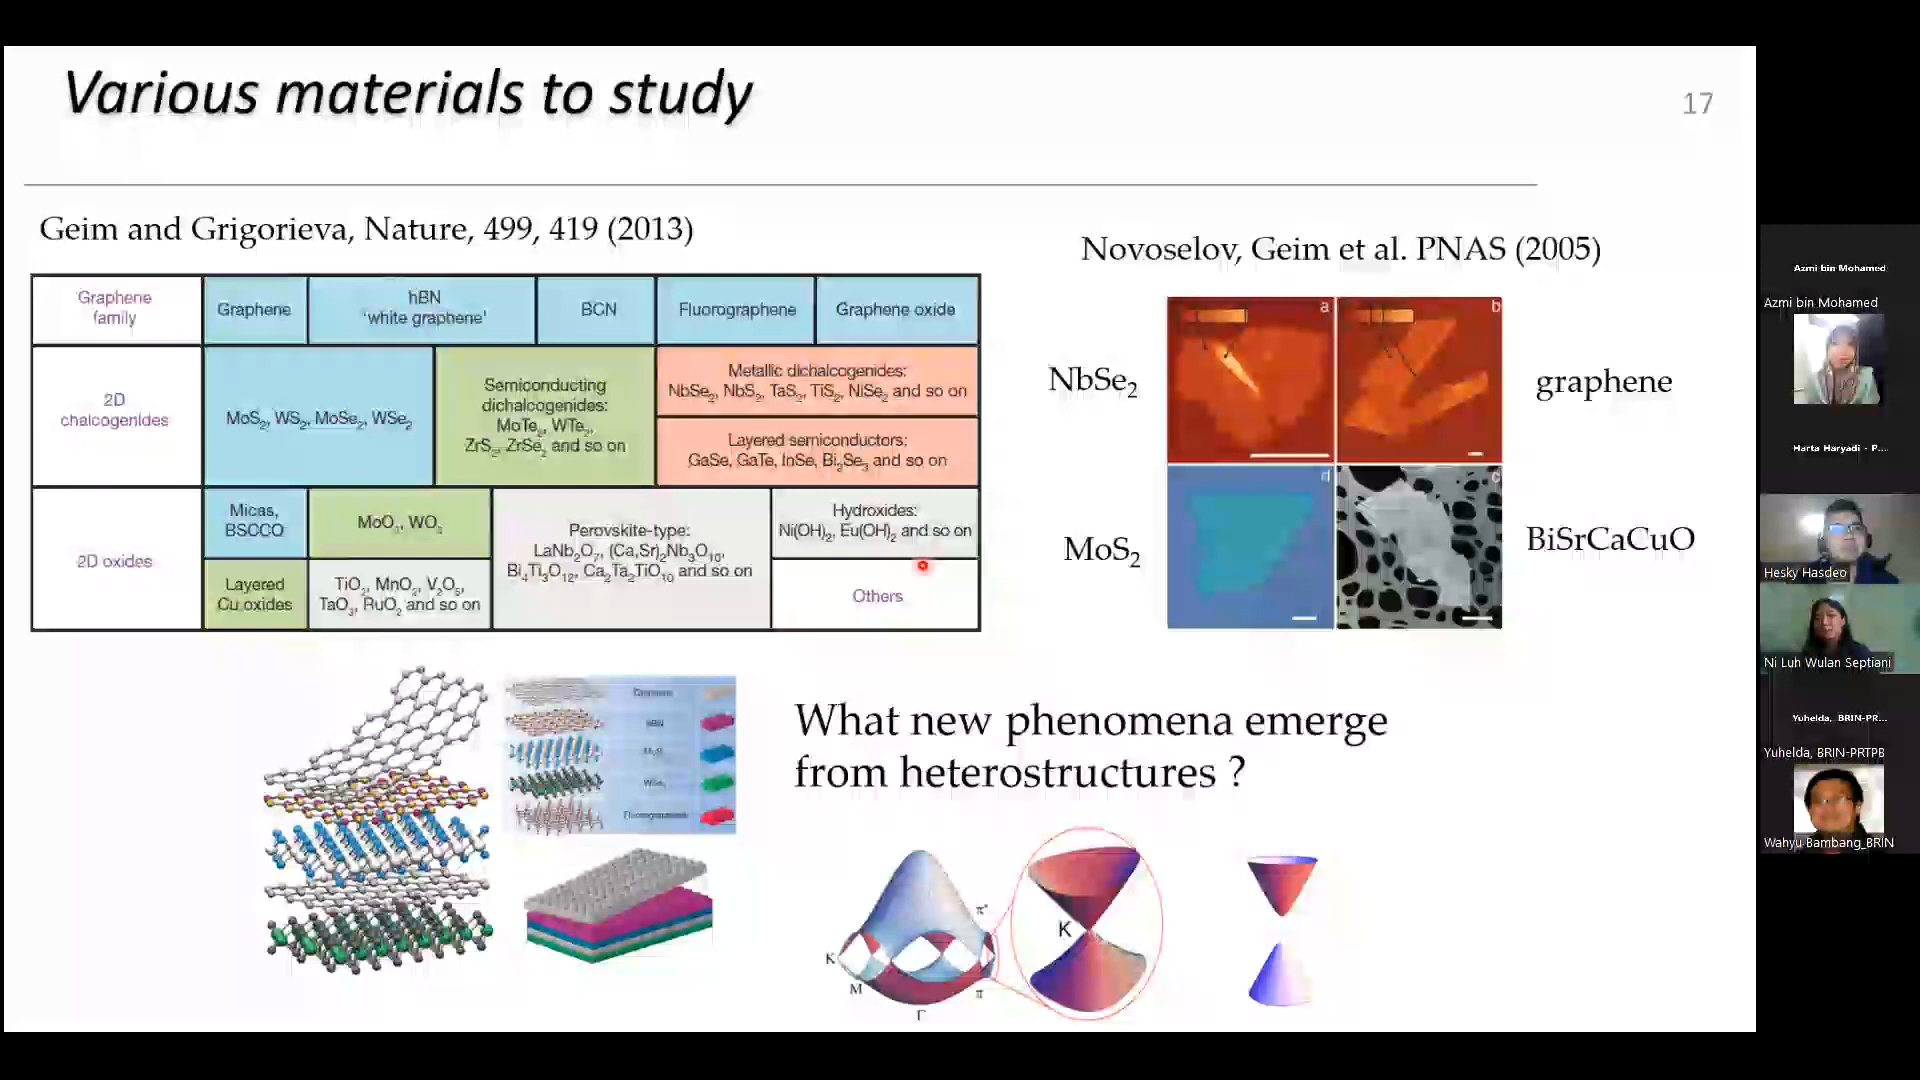 Various materials to study
17
Geim and Grigorieva, Nature, 499, 419 (2013)
Graphene family
Graphene
hBN
'white graphene'
BCN
Fluorographene
Graphene oxide
2D
chalcogenides
MoS2, WS2, MoSe2, WSe2
Semiconducting
dichalcogenides:
MoTe2, WTe2,
ZrS2, ZrSe2 and so on
Metallic dichalcogenides:
NbSe2, NbS2, TaS2, TiS2, NiSe2 and so on
Layered semiconductors:
GaSe, GaTe, InSe, Bi2Se3 and so on
2D oxides
Micas,
BSCCO
MoO3, WO3
Perovskite-type:
LaNb2O7, (Ca,Sr)2Nb3O10,
Bi4Ti3O12, Ca2Ta2TiO10 and so on
Hydroxides:
Ni(OH)2, Eu(OH)2 and so on
Layered
Cu oxides
TiO2, MnO2, V2O5,
TaO3, RuO2 and so on
Others
Novoselov, Geim et al. PNAS (2005)
NbSe2
a
b
graphene
MoS2
d
c
BiSrCaCuO
Graphene
hBN
MoS2
WSe2
Fluorographene
What new phenomena emerge
from heterostructures ?
π*
K
M
Γ
π
K
Azmi bin Mohamed
Azmi bin Mohamed
Harta Haryadi - P...
Hesky Hasdeo
Ni Luh Wulan Septiani
Yuhelda, BRIN-PR...
Yuhelda, BRIN-PRTPB
Wahyu Bambang_BRIN